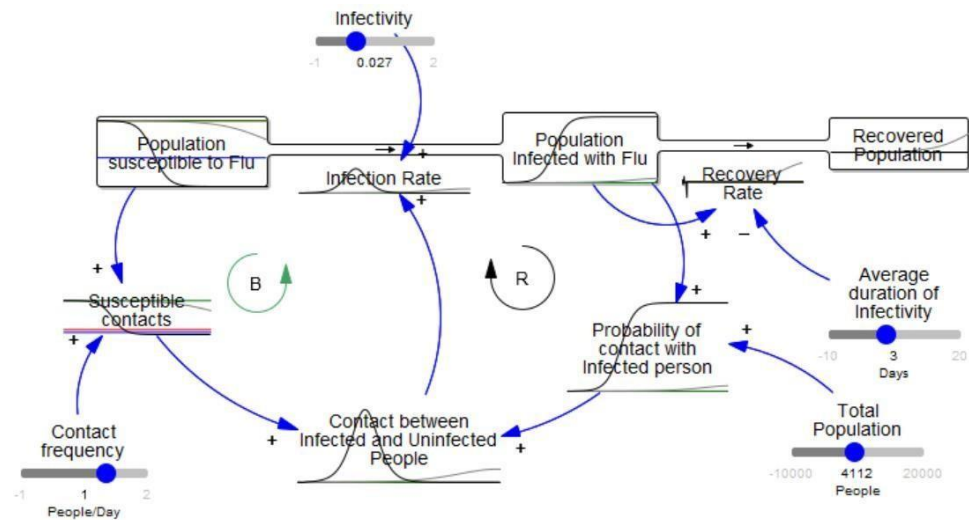 Infectivity
-1
2
0.027
Population
susceptible to Flu
+
Infection Rate
+
Population
Infected with Flu
Recovered
Population
Recovery
Rate
+
−
+
B
R
+
Susceptible
contacts
+
Probability of
contact with
Infected person
+
Average
duration of
Infectivity
-10
20
3
Days
Contact
frequency
-1
2
1
People/Day
+
Contact between
Infected and Uninfected
People
+
Total
Population
-10000
20000
4112
People